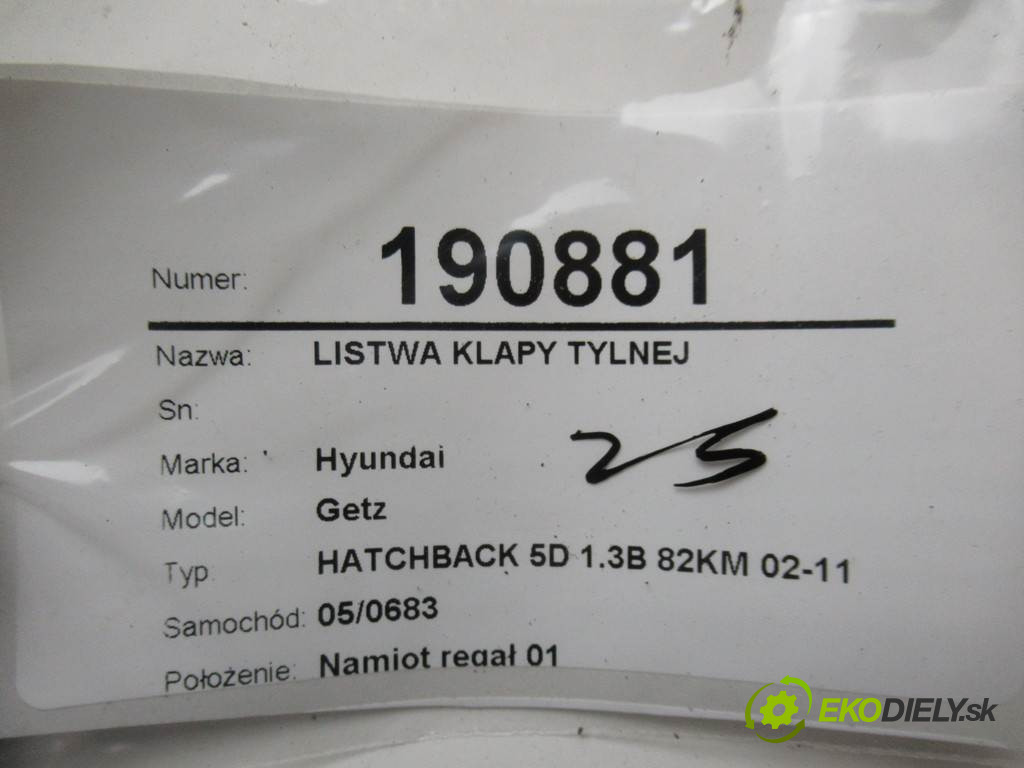 Numer: 190881
Nazwa: LISTWA KLAPY TYLNEJ
Sn:
Marka: Hyundai
25
Model: Getz
Typ HATCHBACK 5D 1.3B 82KM 02-11
Samochód: 05/0683
Położenie: Namiot regał 01
EKODIELY.sk